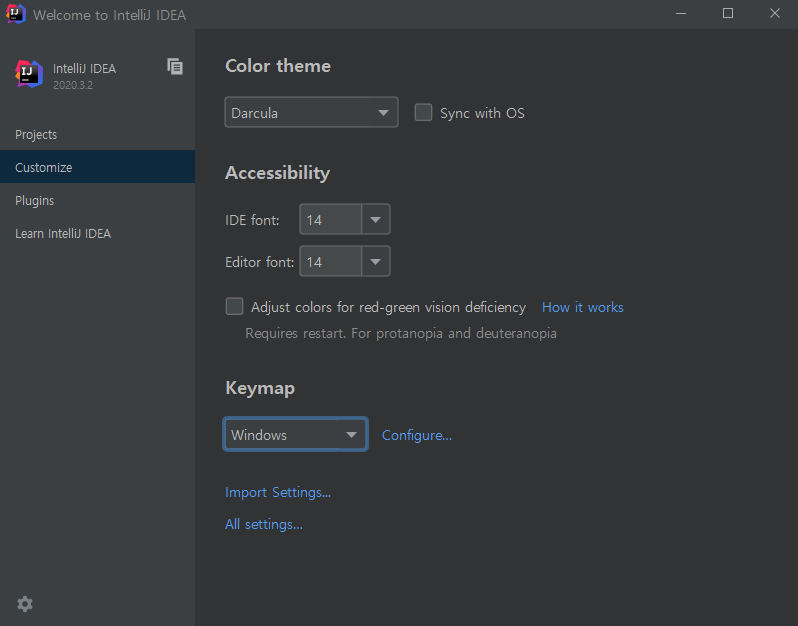 Welcome to IntelliJ IDEA
IntelliJ IDEA
2020.3.2
Projects
Customize
Plugins
Learn IntelliJ IDEA
Color theme
Darcula
Sync with OS
Accessibility
IDE font: 14
Editor font: 14
Adjust colors for red-green vision deficiency How it works
Requires restart. For protanopia and deuteranopia
Keymap
Windows Configure...
Import Settings...
All settings...